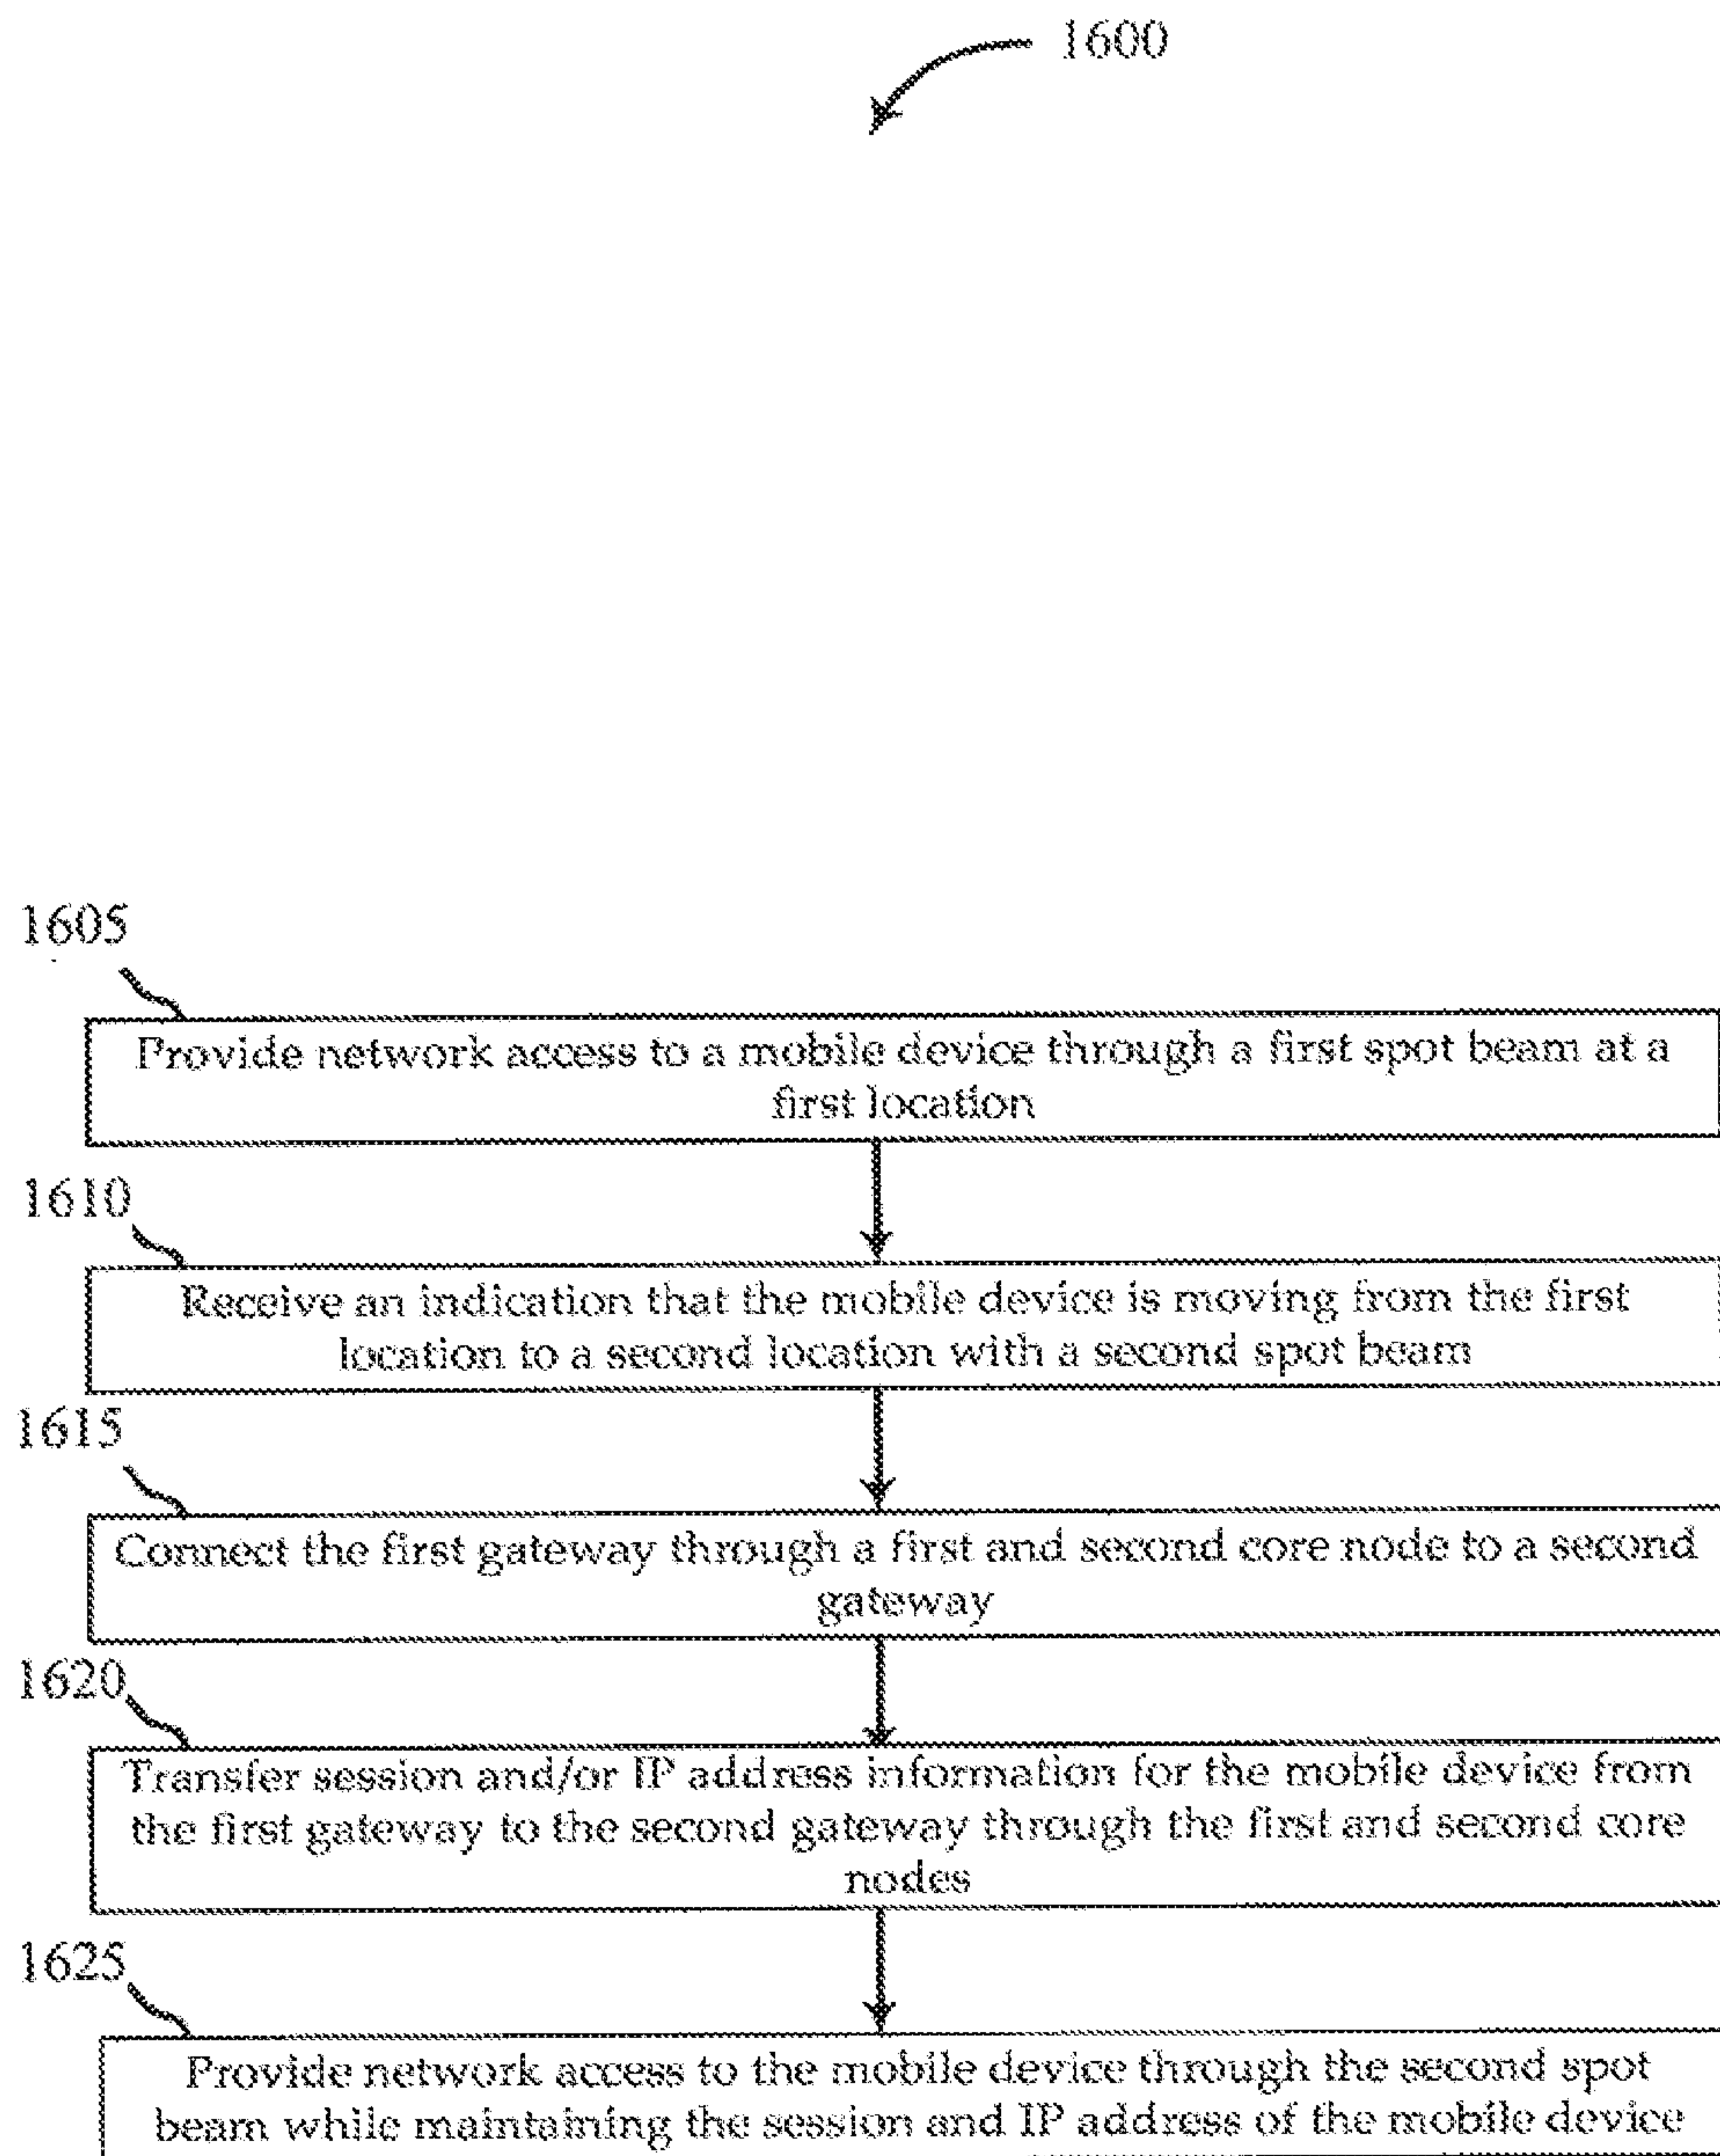 1600
1605
Provide network access to a mobile device through a first spot beam at a
first location
1610
Receive an indication that the mobile device is moving from the first
location to a second location with a second spot beam
1615
Connect the first gateway through a first and second core node to a second
gateway
1620
Transfer session and/or IP address information for the mobile device from
the first gateway to the second gateway through the first and second core
nodes
1625
Provide network access to the mobile device through the second spot
beam while maintaining the session and IP address of the mobile device